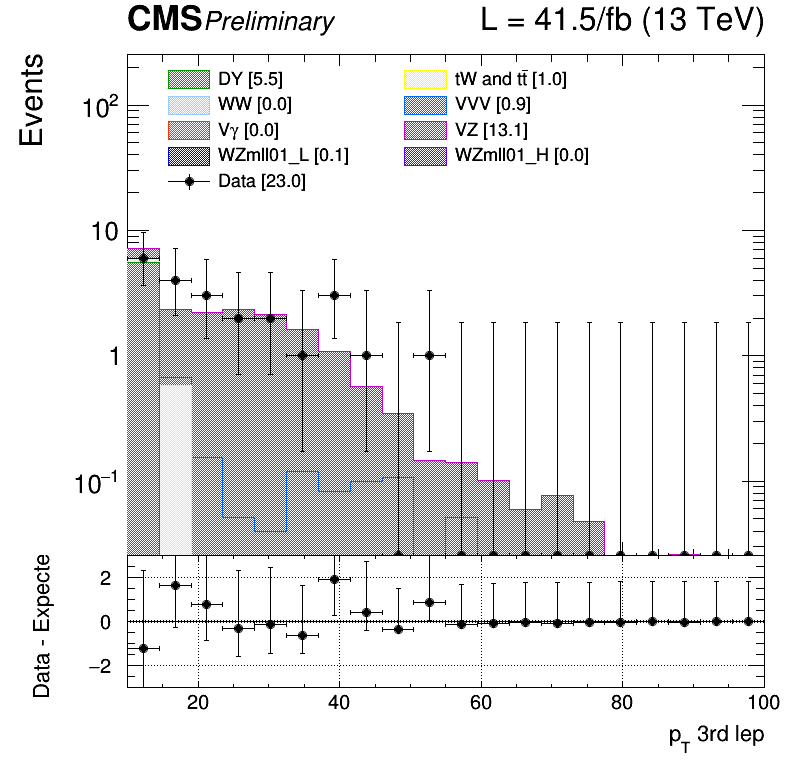 CMS Preliminary L = 41.5/fb (13 TeV)
Events
DY [5.5] tW and tt̄ [1.0]
WW [0.0] VVV [0.9]
Vγ [0.0] VZ [13.1]
WZmll01_L [0.1] WZmll01_H [0.0]
Data [23.0]
10²
10
1
10⁻¹
Data - Expecte
2
0
−2
20 40 60 80 100
p_T 3rd lep